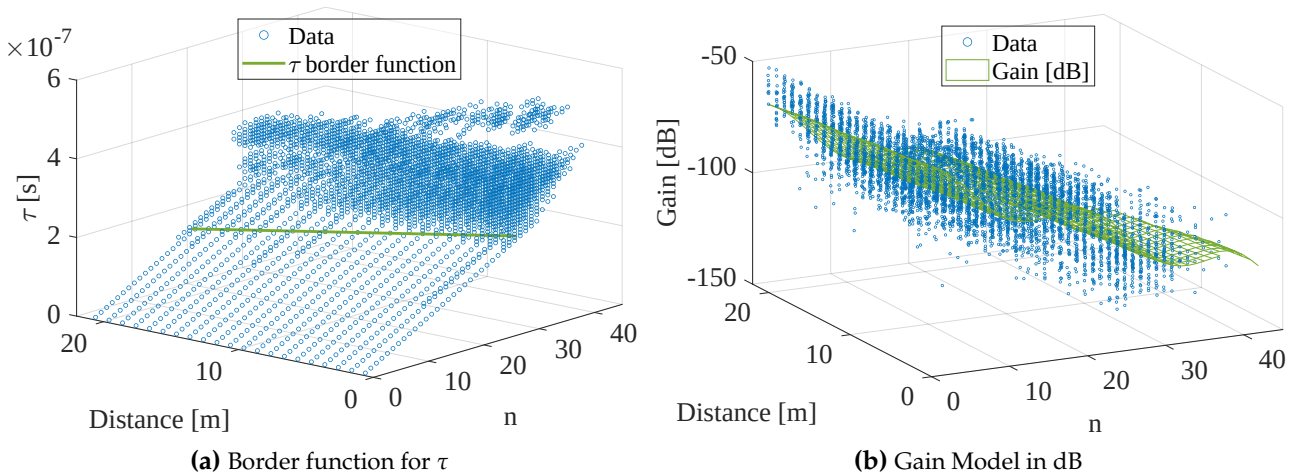 ×10⁻⁷
6
4
2
0
τ [s]
20
10
0
Distance [m]
0
10
20
30
40
n
Data
τ border function
(a) Border function for τ
-50
-100
-150
Gain [dB]
20
10
0
Distance [m]
0
10
20
30
40
n
Data
Gain [dB]
(b) Gain Model in dB